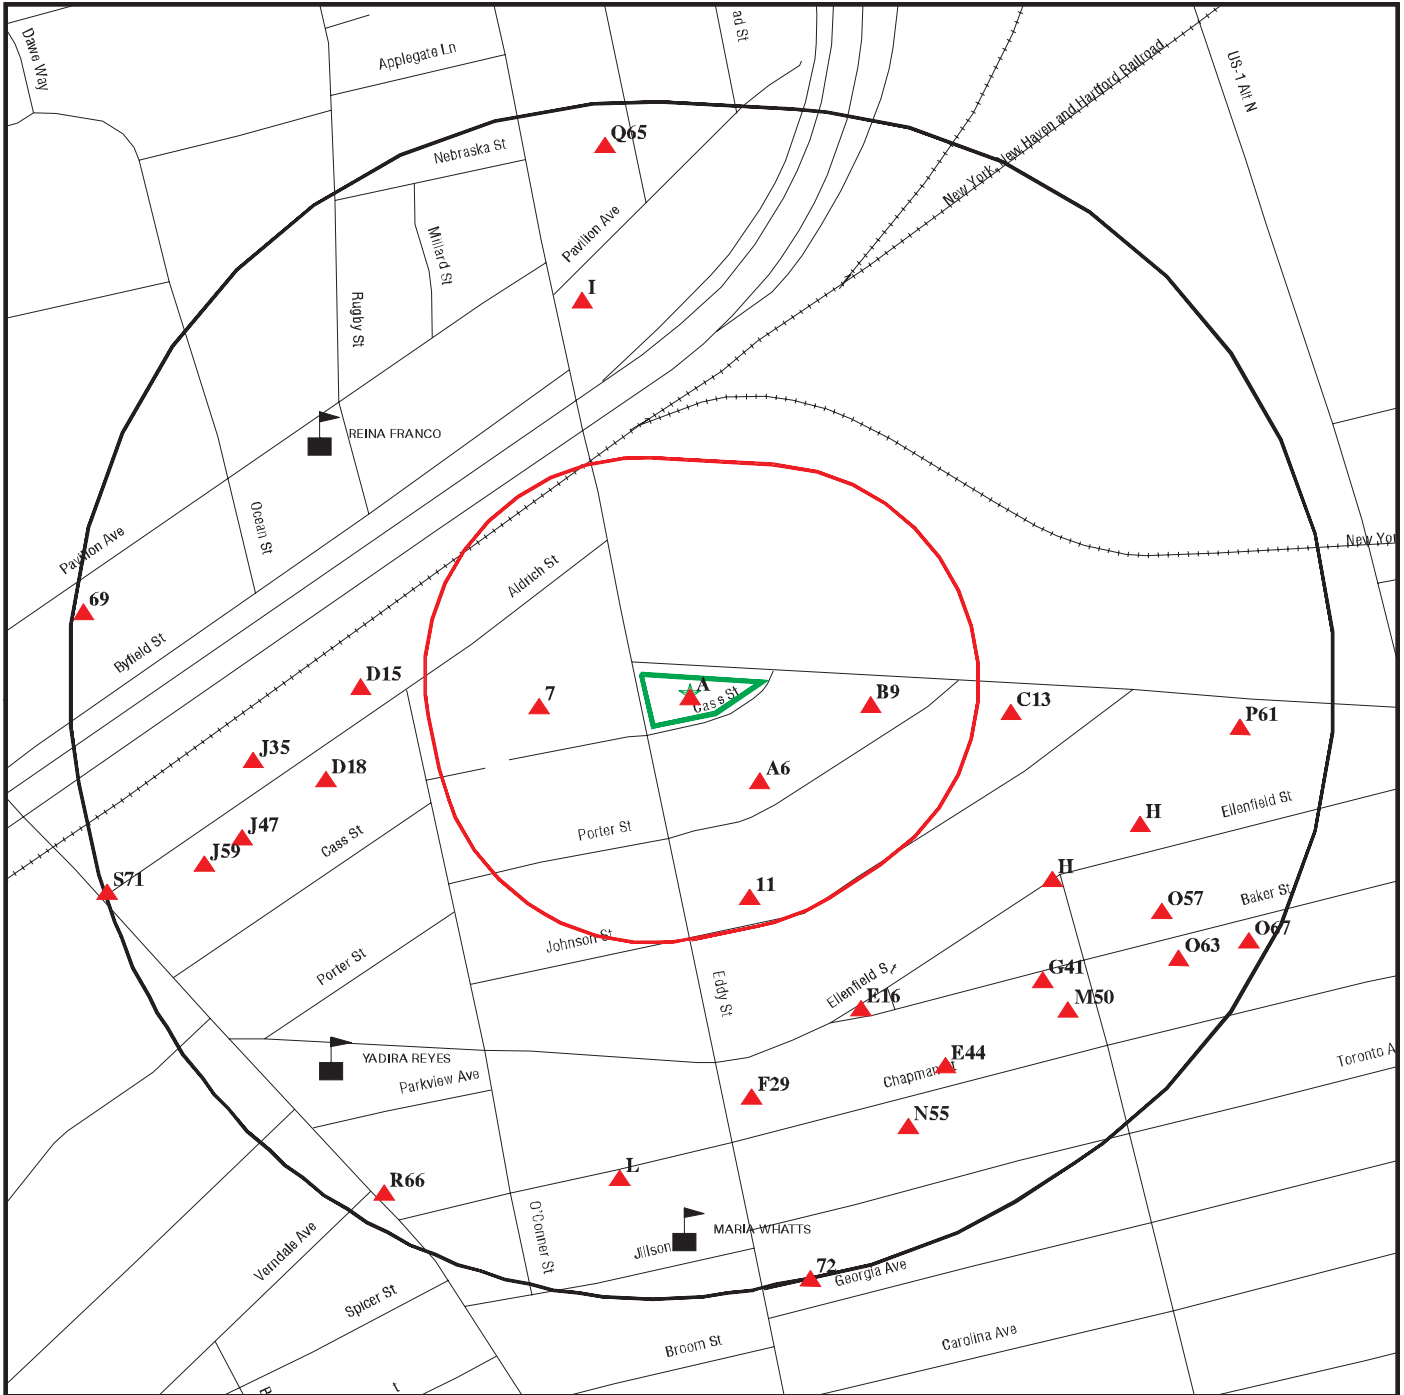 Dawe Way
Applegate Ln
ad St
US-1 Alt N
New York, New Haven and Hartford Railroad
Q65
Nebraska St
Pavilion Ave
Millard St
I
Rugby St
REINA FRANCO
Ocean St
Pavilion Ave
New Yor
Aldrich St
69
Byfield St
D15
7
A
Cass St
B9
C13
P61
J35
D18
A6
H
Ellenfield St
Porter St
J47
Cass St
J59
S71
H
11
O57
Baker St
Johnson St
O67
O63
Porter St
Eddy St
Ellenfield
G41
E16
M50
YADIRA REYES
Parkview Ave
E44
Chapman
Toronto A
F29
N55
L
R66
O'Conner St
MARIA WHATTS
Jillson
Verndale Ave
72
Georgia Ave
Spicer St
Broom St
Carolina Ave
t